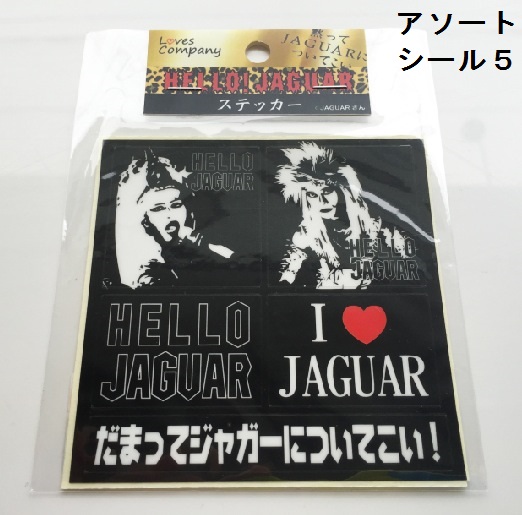 アソート
シール５
Loves
Company
黙って
JAGUARに
ついてこい
HELLO! JAGUAR
ステッカー
JAGUARさん
HELLO
JAGUAR
HELLO
JAGUAR
HELLO
JAGUAR
I ❤
JAGUAR
だまってジャガーについてこい！